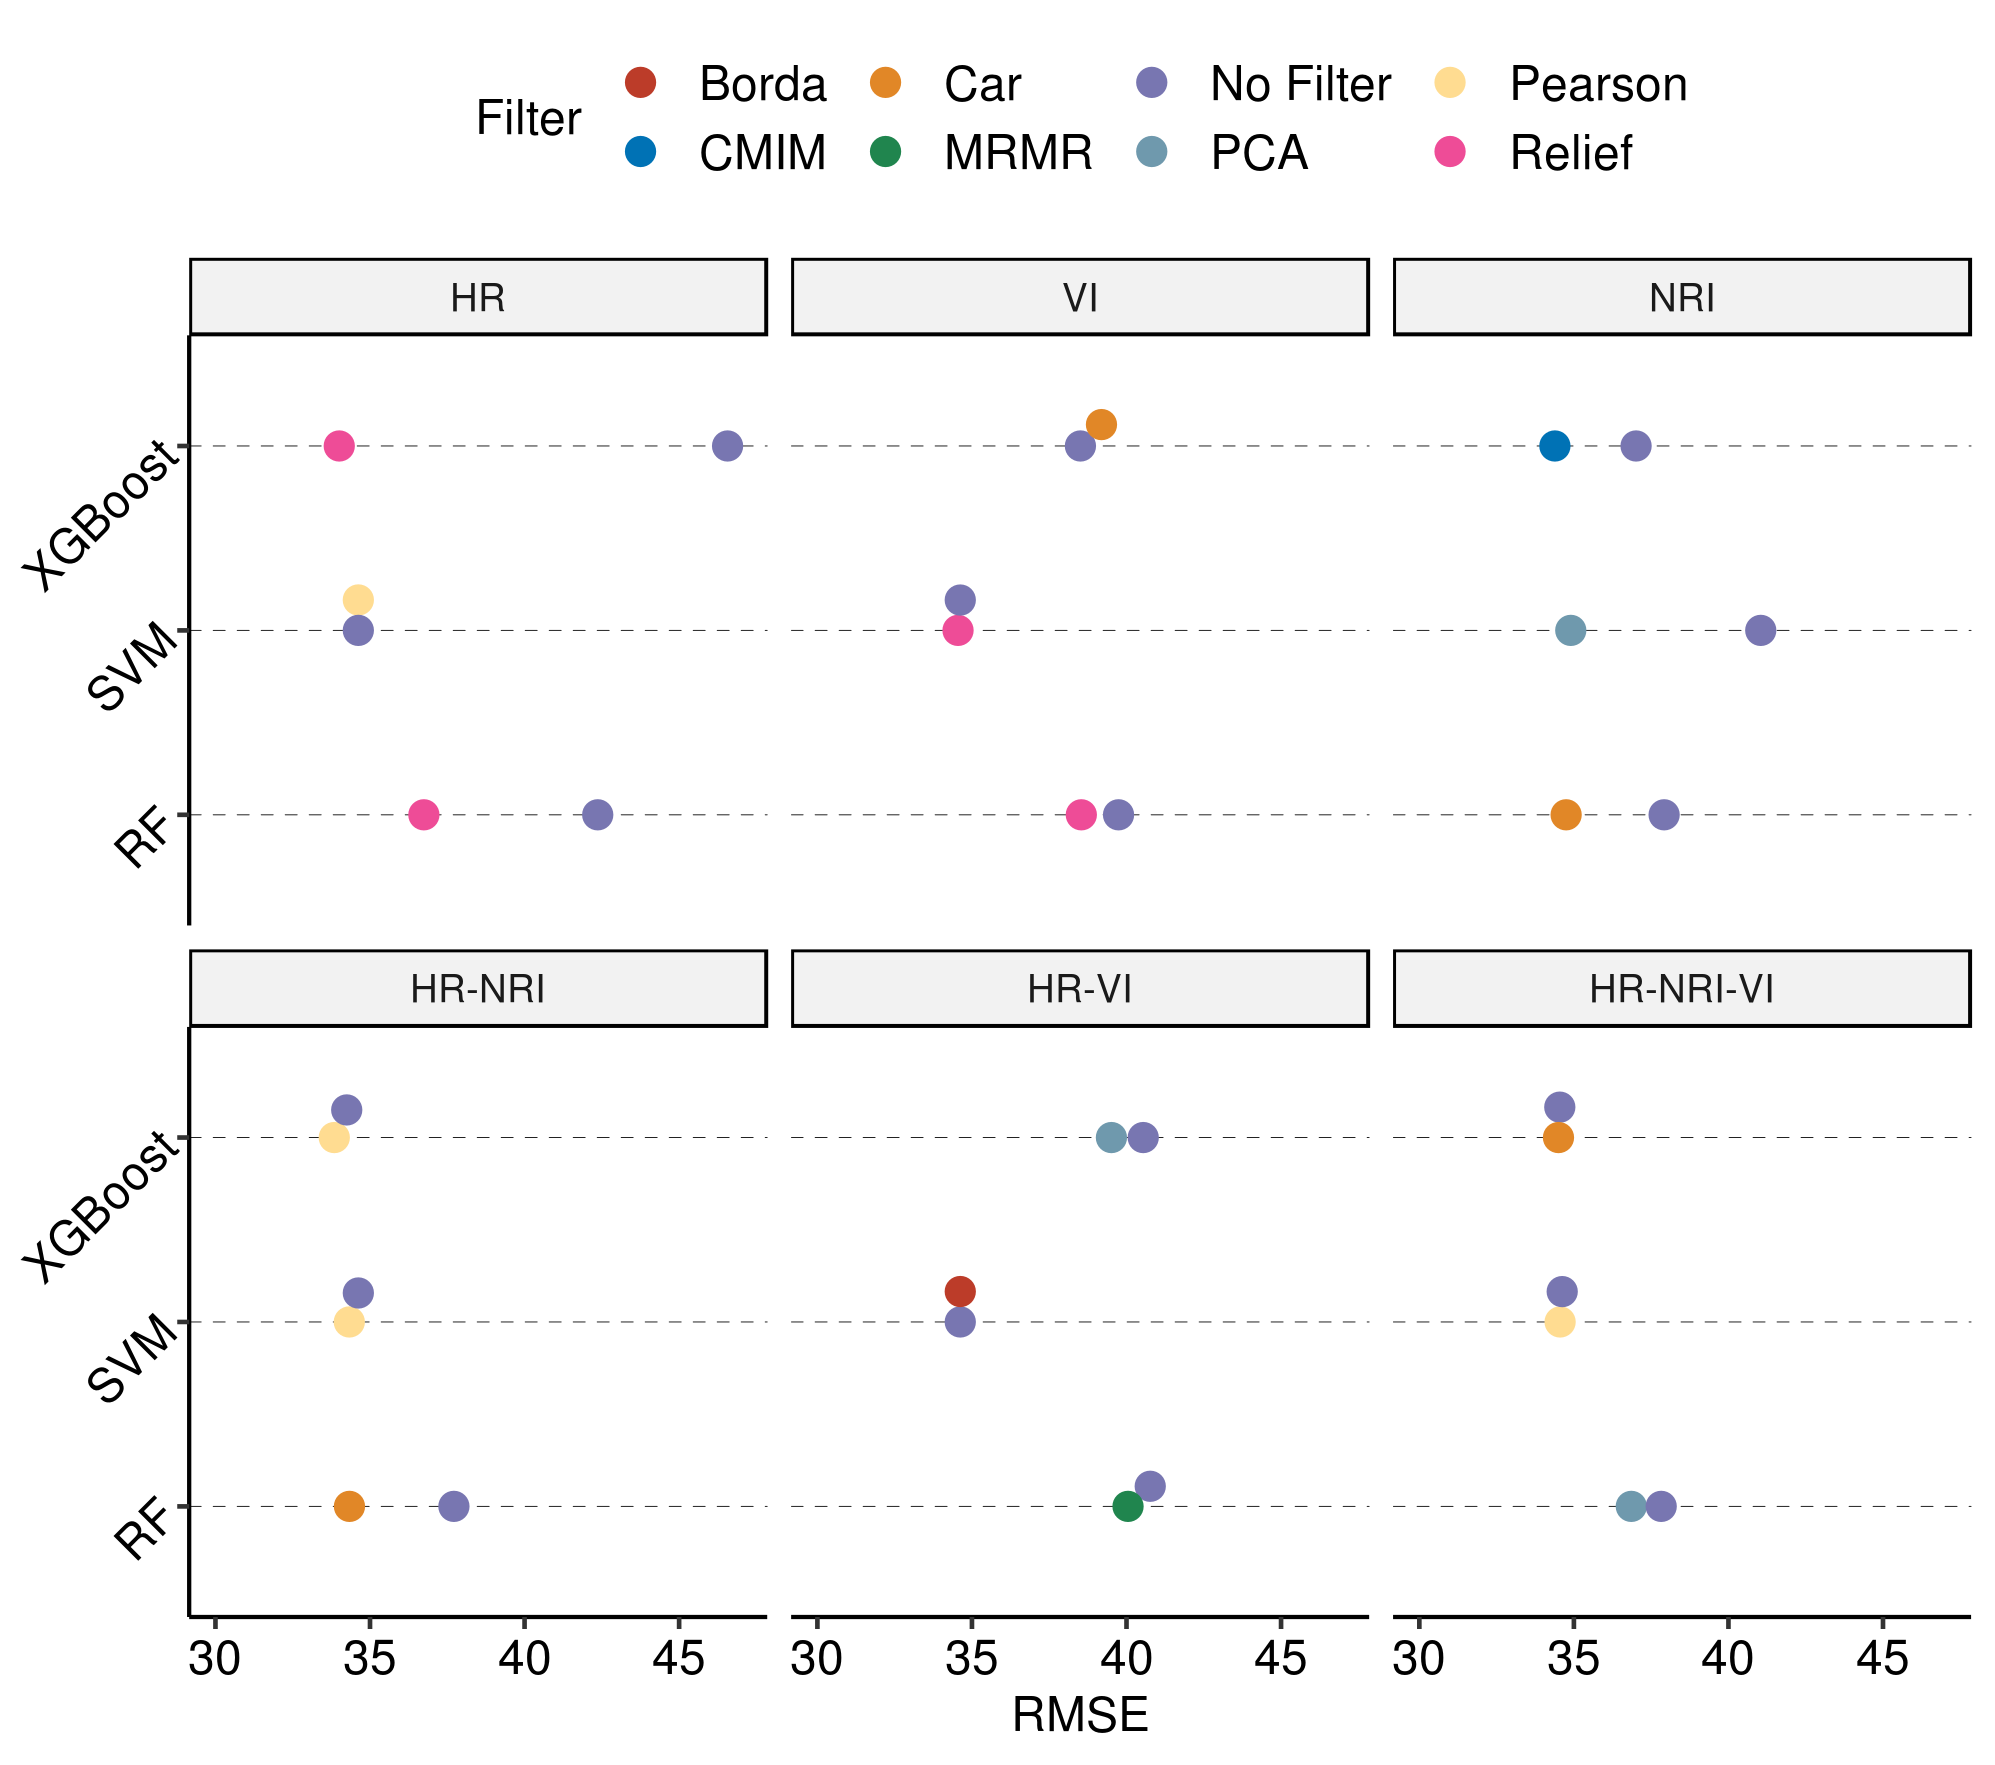 Filter
Borda
Car
No Filter
Pearson
CMIM
MRMR
PCA
Relief
HR
VI
NRI
XGBoost
SVM
RF
HR-NRI
HR-VI
HR-NRI-VI
XGBoost
SVM
RF
30 35 40 45 30 35 40 45 30 35 40 45
RMSE